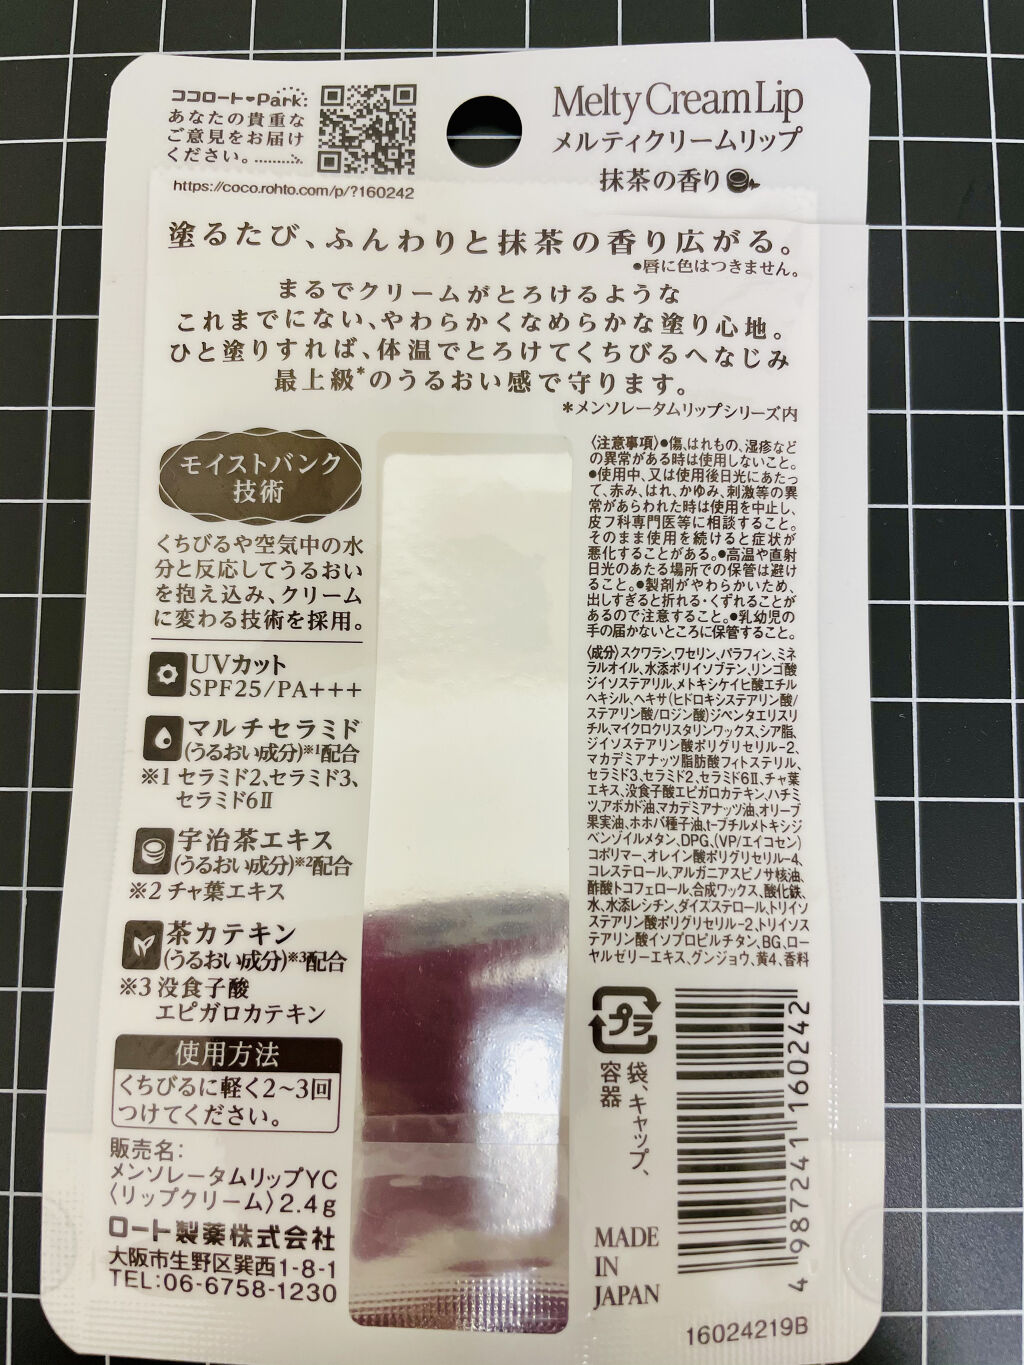 ココロート♥Park:
あなたの貴重な
ご意見をお届け
ください。
https://coco.rohto.com/p/?160242
Melty Cream Lip
メルティクリームリップ
抹茶の香り
塗るたび、ふんわりと抹茶の香り広がる。
●唇に色はつきません。
まるでクリームがとろけるような
これまでにない、やわらかくなめらかな塗り心地。
ひと塗りすれば、体温でとろけてくちびるへなじみ
最上級*のうるおい感で守ります。
*メンソレータムリップシリーズ内
モイストバンク
技術
くちびるや空気中の水
分と反応してうるおい
を抱え込み、クリーム
に変わる技術を採用。
UVカット
SPF25/PA+++
マルチセラミド
(うるおい成分)※1配合
※1 セラミド2、セラミド3、
セラミド6Ⅱ
宇治茶エキス
(うるおい成分)※2配合
※2 チャ葉エキス
茶カテキン
(うるおい成分)※3配合
※3 没食子酸
エピガロカテキン
使用方法
くちびるに軽く2〜3回
つけてください。
販売名:
メンソレータムリップYC
〈リップクリーム〉2.4g
ロート製薬株式会社
大阪市生野区巽西1-8-1
TEL:06-6758-1230
〈注意事項〉●傷、はれもの、湿疹など
の異常がある時は使用しないこと。
●使用中、又は使用後日光にあたっ
て、赤み、はれ、かゆみ、刺激等の異
常があらわれた時は使用を中止し、
皮フ科専門医等に相談すること。
そのまま使用を続けると症状が
悪化することがある。●高温や直射
日光のあたる場所での保管は避け
ること。●製剤がやわらかいため、
出しすぎると折れる・くずれることが
あるので注意すること。●乳幼児の
手の届かないところに保管すること。
〈成分〉スクワラン、ワセリン、パラフィン、ミネ
ラルオイル、水添ポリイソブテン、リンゴ酸
ジイソステアリル、メトキシケイヒ酸エチル
ヘキシル、ヘキサ(ヒドロキシステアリン酸/
ステアリン酸/ロジン酸)ジペンタエリスリ
チル、マイクロクリスタリンワックス、シア脂、
ジイソステアリン酸ポリグリセリル-2、
マカデミアナッツ脂肪酸フィトステリル、
セラミド3、セラミド2、セラミド6Ⅱ、チャ葉
エキス、没食子酸エピガロカテキン、ハチミ
ツ、アボカド油、マカデミアナッツ油、オリーブ
果実油、ホホバ種子油、t-ブチルメトキシジ
ベンゾイルメタン、DPG、(VP/エイコセン)
コポリマー、オレイン酸ポリグリセリル-4、
コレステロール、アルガニアスピノサ核油、
酢酸トコフェロール、合成ワックス、酸化鉄、
水、水添レシチン、ダイズステロール、トリイソ
ステアリン酸ポリグリセリル-2、トリイソス
テアリン酸イソプロピルチタン、BG、ロー
ヤルゼリーエキス、グンジョウ、黄4、香料
プラ
袋、キャップ、
容器
MADE
IN
JAPAN
4 987241 160242
16024219B